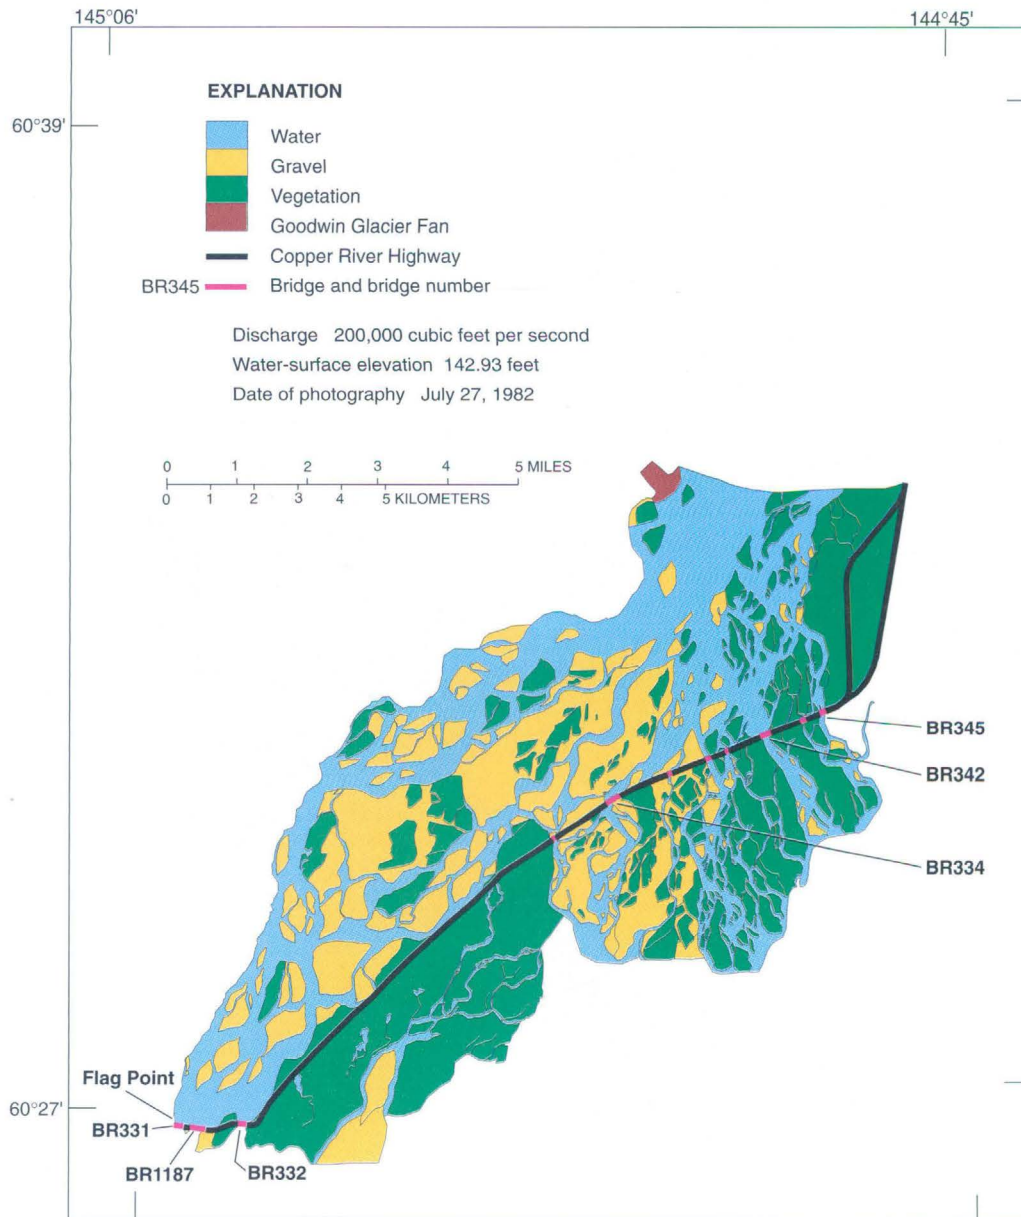 145°06' 144°45'
60°39'
EXPLANATION
Water
Gravel
Vegetation
Goodwin Glacier Fan
Copper River Highway
BR345 Bridge and bridge number
Discharge 200,000 cubic feet per second
Water-surface elevation 142.93 feet
Date of photography July 27, 1982
0 1 2 3 4 5 MILES
0 1 2 3 4 5 KILOMETERS
BR345
BR342
BR334
Flag Point
60°27'
BR331
BR1187
BR332